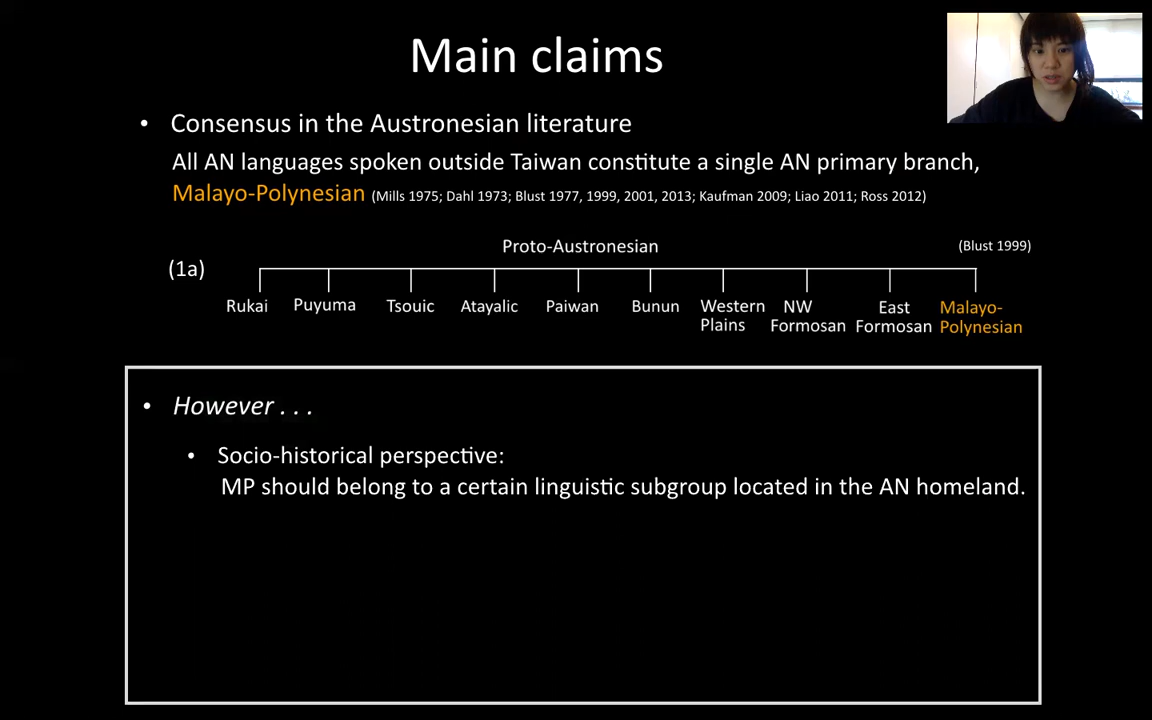 Main claims
• Consensus in the Austronesian literature
All AN languages spoken outside Taiwan constitute a single AN primary branch,
Malayo-Polynesian (Mills 1975; Dahl 1973; Blust 1977, 1999, 2001, 2013; Kaufman 2009; Liao 2011; Ross 2012)
Proto-Austronesian (Blust 1999)
(1a)
Rukai Puyuma Tsouic Atayalic Paiwan Bunun Western Plains NW Formosan East Formosan Malayo-Polynesian
• However . . .
• Socio-historical perspective:
MP should belong to a certain linguistic subgroup located in the AN homeland.